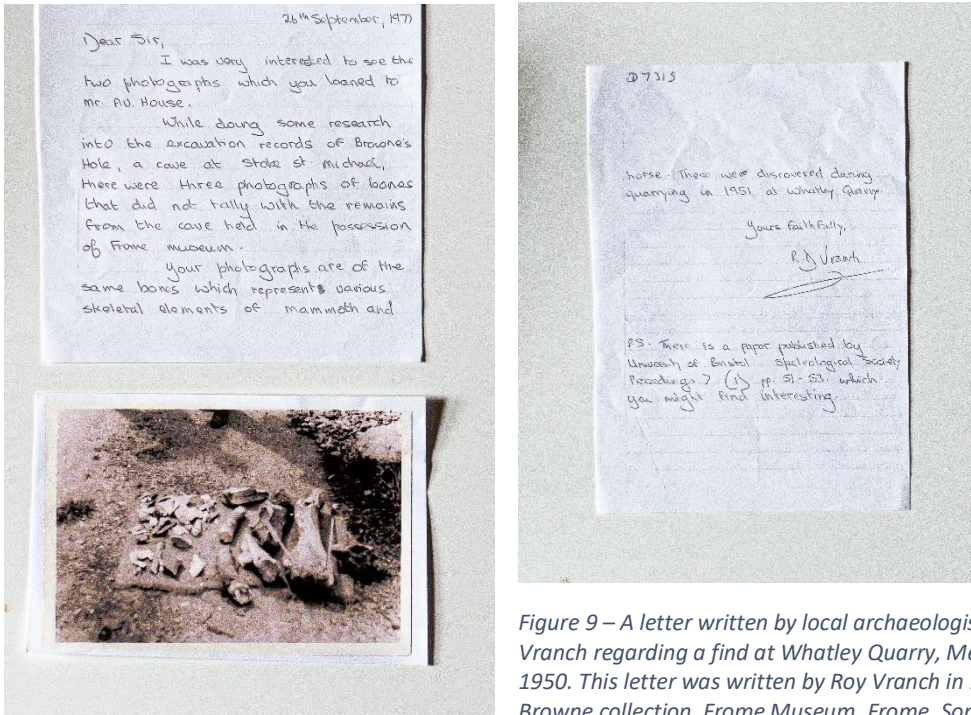 26th September, 197
Dear Sir,
I was very interested to see the
two photographs which you loaned to
mr. A.V. House.
While doing some research
into the excavation records of Browne's
Hole, a cave at Stoke St. Michael,
there were three photographs of bones
that did not tally with the remains
from the cave held in the possession
of Frome museum.
Your photographs are of the
same bones which represents various
skeletal elements of mammoth and
D7315
horse. These were discovered during
quarrying in 1951 at Whatley Quarry.
Yours faithfully,
R.D Vranch
P.S. There is a paper published by
University of Bristol Speleological Society
Proceedings 7 (1) pp. 51-53. which
you might find interesting.
Figure 9 – A letter written by local archaeologis
Vranch regarding a find at Whatley Quarry, Me
1950. This letter was written by Roy Vranch in
Browne collection, Frome Museum, Frome, Som